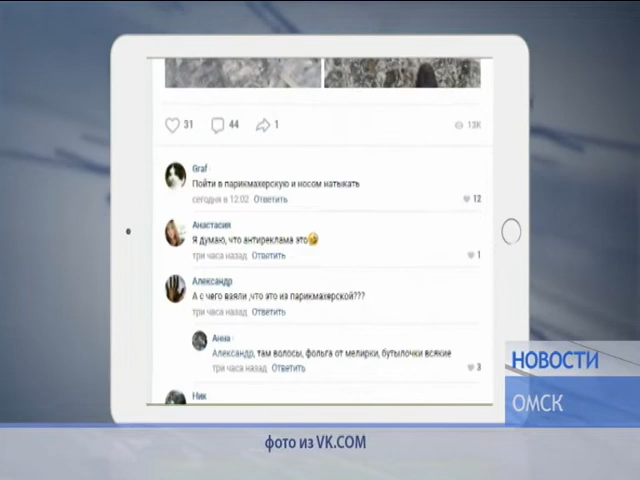 31 44 1 13K
Graf
Пойти в парикмахерскую и носом натыкать
сегодня в 12:02 Ответить 12
Анастасия
Я думаю, что антиреклама это
три часа назад Ответить 1
Александр
А с чего взяли ,что это из парикмахерской???
три часа назад Ответить
Анна
Александр, там волосы, фольга от мелирки, бутылочки всякие
три часа назад Ответить 3
Ник
НОВОСТИ
ОМСК
фото из VK.COM